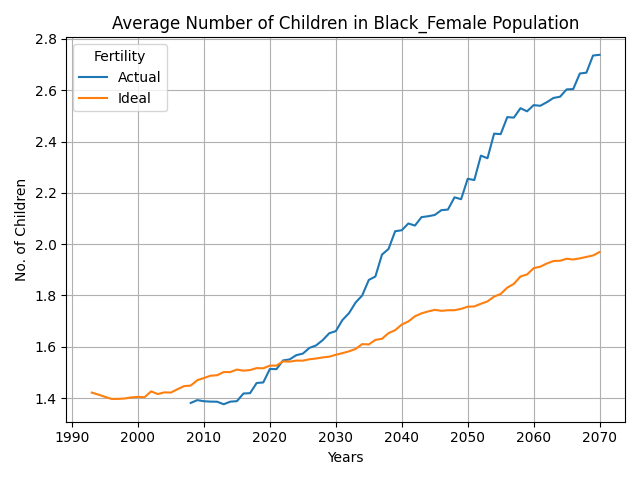 Average Number of Children in Black_Female Population
Fertility
Actual
Ideal
No. of Children
2.8
2.6
2.4
2.2
2.0
1.8
1.6
1.4
1990 2000 2010 2020 2030 2040 2050 2060 2070
Years